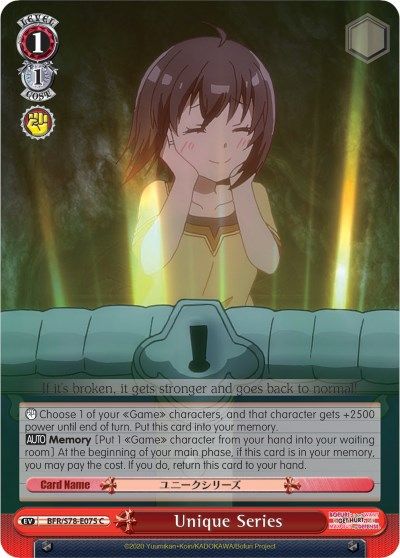 LEVEL
1
1
COST
If it's broken, it gets stronger and goes back to normal!
Choose 1 of your «Game» characters, and that character gets +2500
power until end of turn. Put this card into your memory.
AUTO Memory [Put 1 «Game» character from your hand into your waiting
room] At the beginning of your main phase, if this card is in your memory,
you may pay the cost. If you do, return this card to your hand.
Card Name ユニークシリーズ
EV BFR/S78-E075 C Unique Series
BOFURI
GET HURT,
DEFENSE
©2020 Yuumikan•Koin/KADOKAWA/Bofuri Project